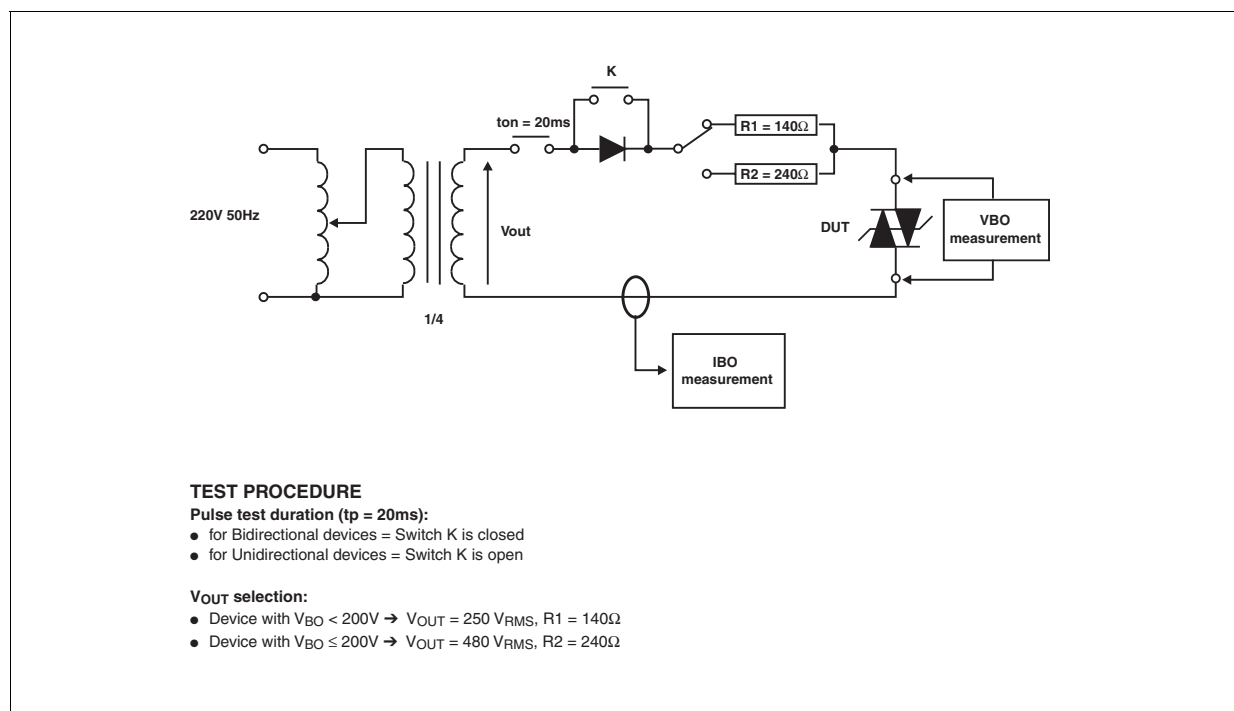 K
ton = 20ms
R1 = 140Ω
R2 = 240Ω
220V 50Hz
Vout
DUT
VBO
measurement
1/4
IBO
measurement
TEST PROCEDURE
Pulse test duration (tp = 20ms):
● for Bidirectional devices = Switch K is closed
● for Unidirectional devices = Switch K is open
VOUT selection:
● Device with VBO < 200V ➔ VOUT = 250 VRMS, R1 = 140Ω
● Device with VBO ≤ 200V ➔ VOUT = 480 VRMS, R2 = 240Ω